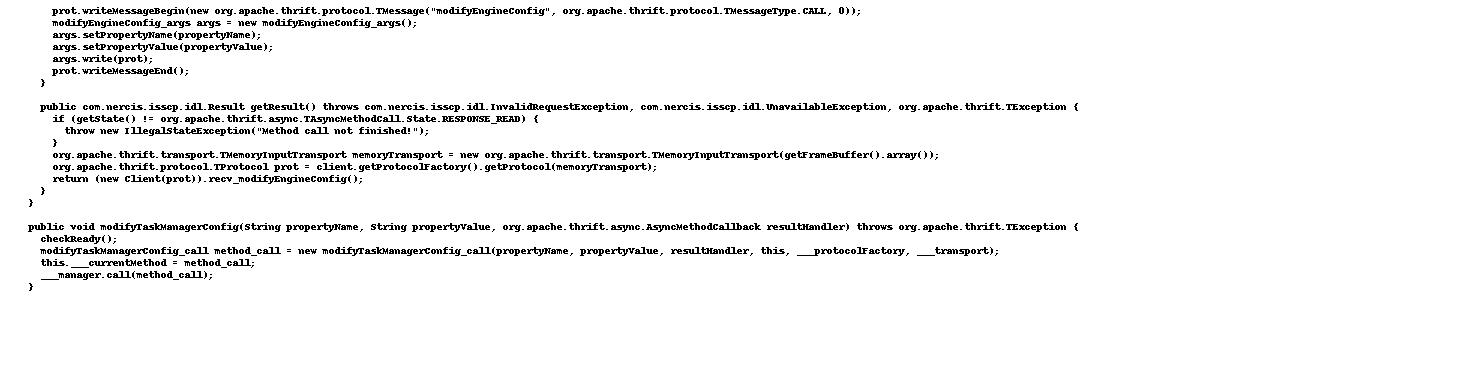 prot.writeMessageBegin(new org.apache.thrift.protocol.TMessage("modifyEngineConfig", org.apache.thrift.protocol.TMessageType.CALL, 0));
modifyEngineConfig_args args = new modifyEngineConfig_args();
args.setPropertyName(propertyName);
args.setPropertyValue(propertyValue);
args.write(prot);
prot.writeMessageEnd();
}
public com.nercis.isscp.idl.Result getResult() throws com.nercis.isscp.idl.InvalidRequestException, com.nercis.isscp.idl.UnavailableException, org.apache.thrift.TException {
if (getState() != org.apache.thrift.async.TAsyncMethodCall.State.RESPONSE_READ) {
throw new IllegalStateException("Method call not finished!");
}
org.apache.thrift.transport.TMemoryInputTransport memoryTransport = new org.apache.thrift.transport.TMemoryInputTransport(getFrameBuffer().array());
org.apache.thrift.protocol.TProtocol prot = client.getProtocolFactory().getProtocol(memoryTransport);
return (new Client(prot)).recv_modifyEngineConfig();
}
}
public void modifyTaskManagerConfig(String propertyName, String propertyValue, org.apache.thrift.async.AsyncMethodCallback resultHandler) throws org.apache.thrift.TException {
checkReady();
modifyTaskManagerConfig_call method_call = new modifyTaskManagerConfig_call(propertyName, propertyValue, resultHandler, this, ___protocolFactory, ___transport);
this.___currentMethod = method_call;
___manager.call(method_call);
}